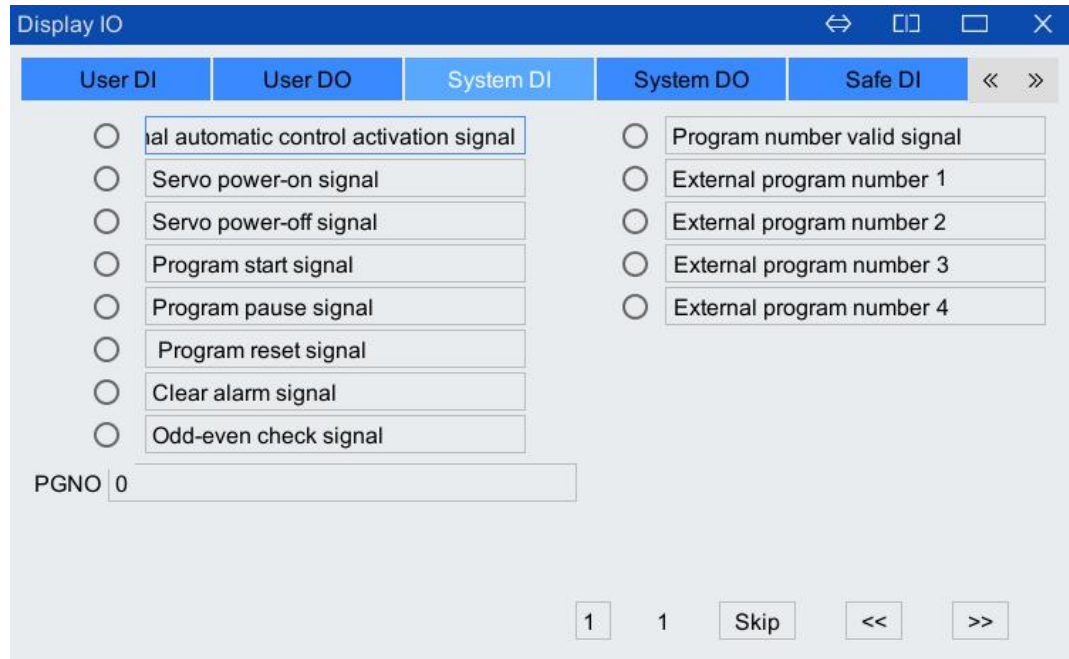 Display IO
User DI User DO System DI System DO Safe DI « »
nal automatic control activation signal
Servo power-on signal
Servo power-off signal
Program start signal
Program pause signal
Program reset signal
Clear alarm signal
Odd-even check signal
Program number valid signal
External program number 1
External program number 2
External program number 3
External program number 4
PGNO 0
1 1 Skip << >>